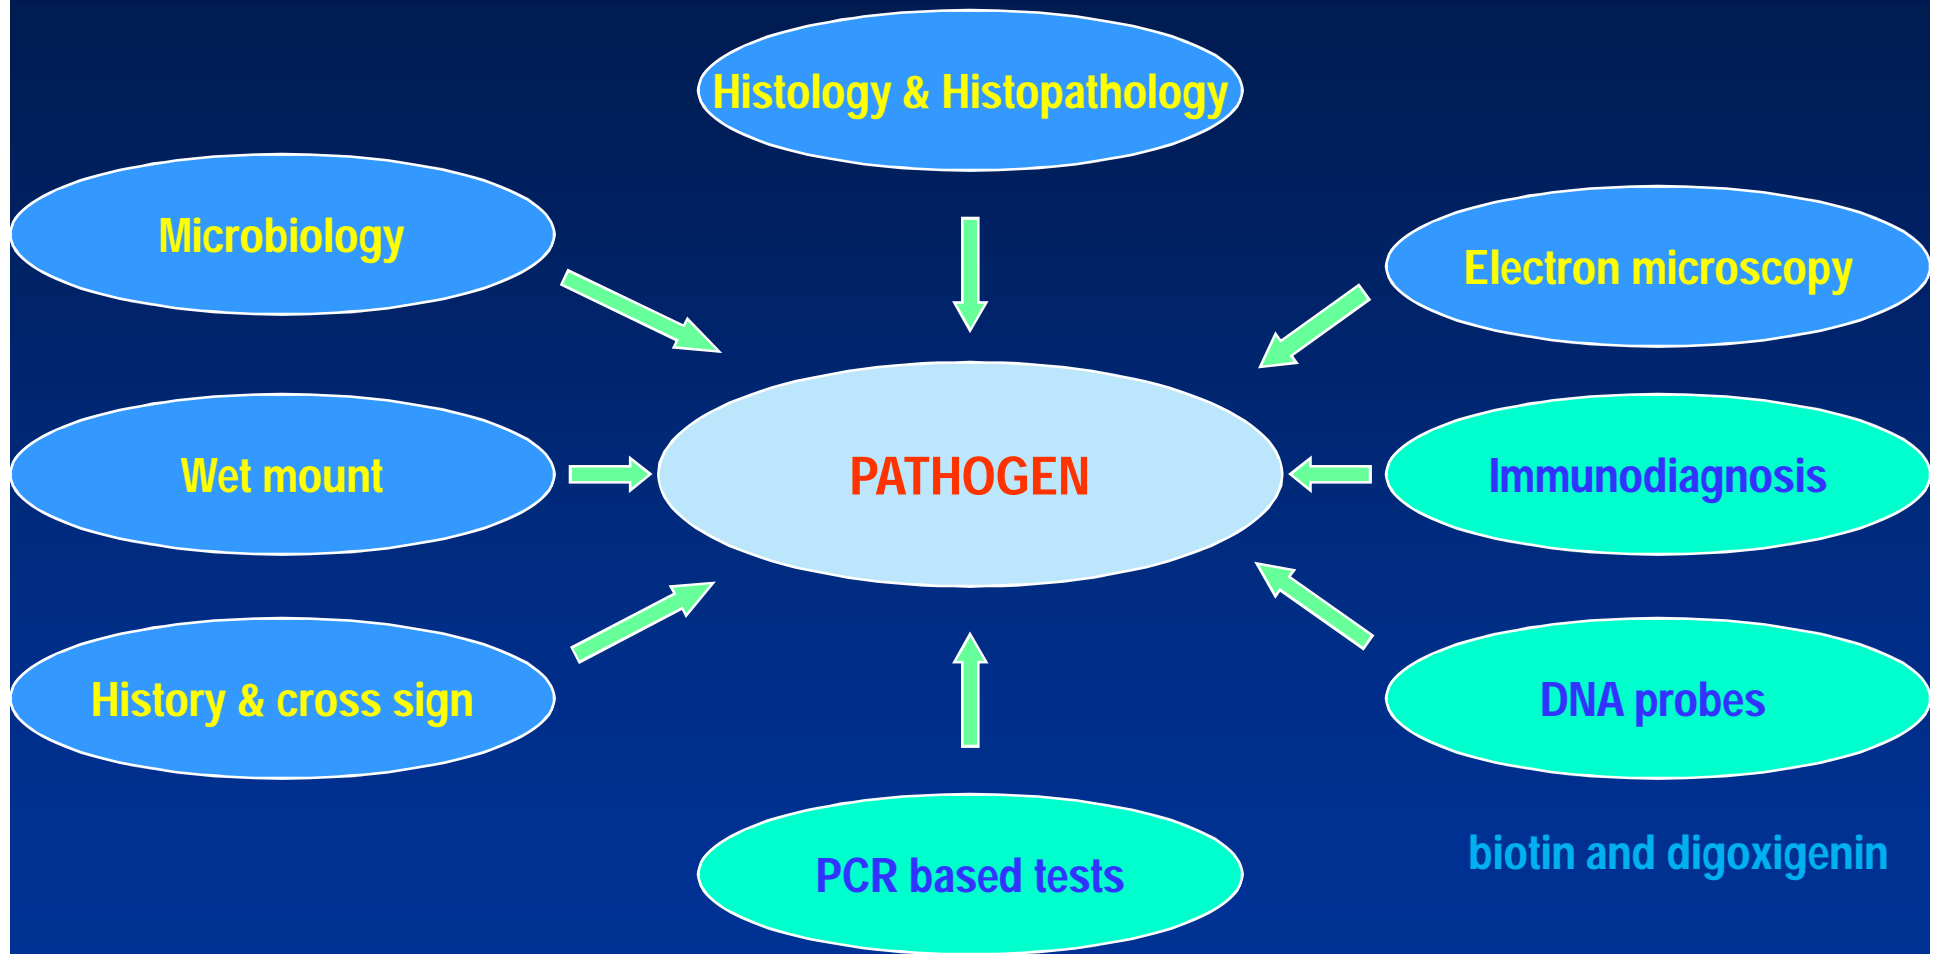 Histology & Histopathology
Microbiology
Electron microscopy
Wet mount
PATHOGEN
Immunodiagnosis
History & cross sign
DNA probes
PCR based tests
biotin and digoxigenin